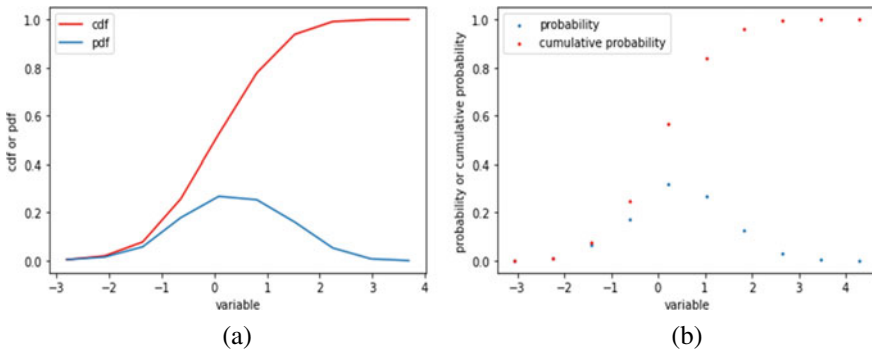 1.0
0.8
0.6
0.4
0.2
0.0
cdf or pdf
cdf
pdf
−3 −2 −1 0 1 2 3 4
variable
(a)
1.0
0.8
0.6
0.4
0.2
0.0
probability or cumulative probability
probability
cumulative probability
−3 −2 −1 0 1 2 3 4
variable
(b)